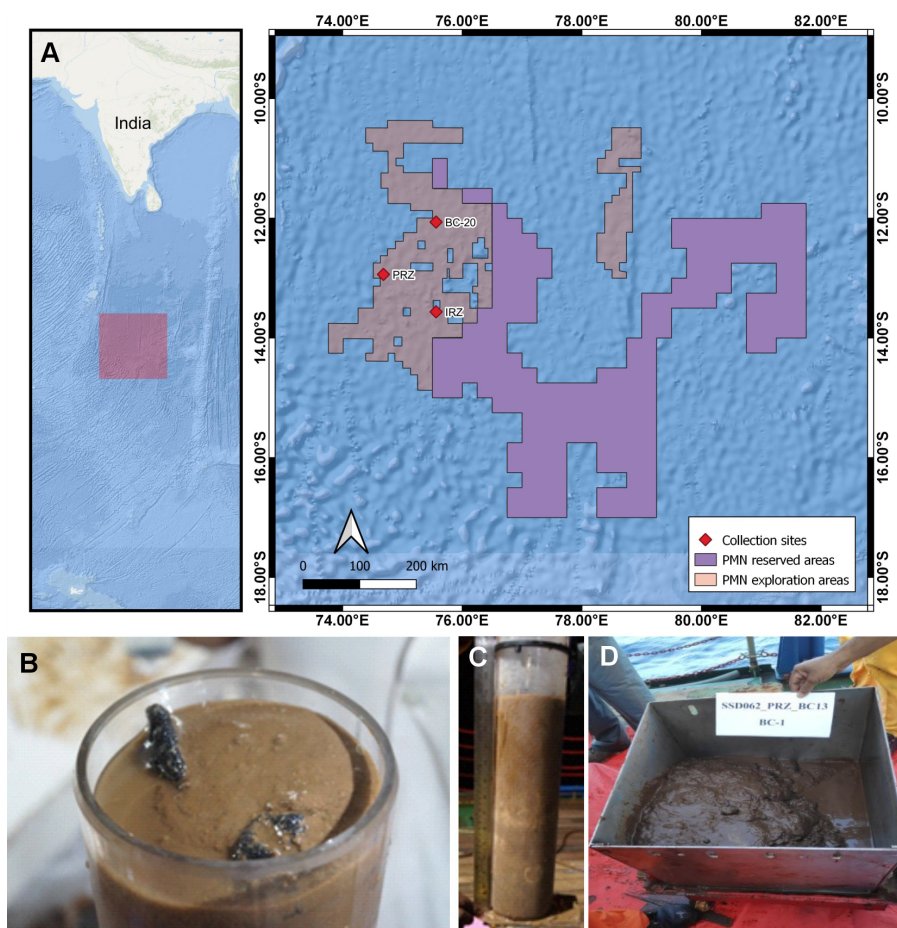 A
India
74.00°E 76.00°E 78.00°E 80.00°E 82.00°E
10.00°S
12.00°S
14.00°S
16.00°S
18.00°S
BC-20
PRZ
IRZ
0 100 200 km
Collection sites
PMN reserved areas
PMN exploration areas
10.00°S
12.00°S
14.00°S
16.00°S
18.00°S
74.00°E 76.00°E 78.00°E 80.00°E 82.00°E
B
C
D
SSD062_PRZ_BC13
BC-1